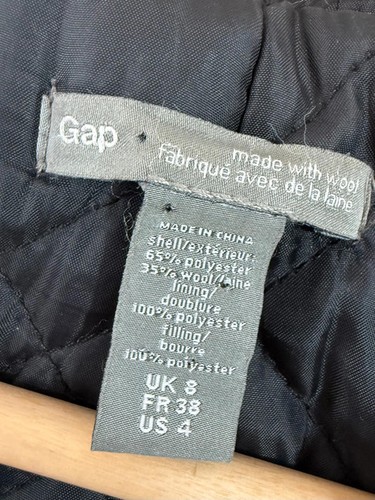 Gap
made with wool
fabriqué avec de la laine
MADE IN CHINA
shell/extérieur:
65% polyester
35% wool/laine
lining/
doublure
100% polyester
filling/
bourre
100% polyester
UK 8
FR 38
US 4